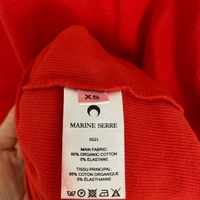 XS
MARINE SERRE
SS21
MAIN FABRIC:
95% ORGANIC COTTON
5% ELASTANE
TISSU PRINCIPAL:
95% COTON ORGANIQUE
5% ÉLASTHANNE